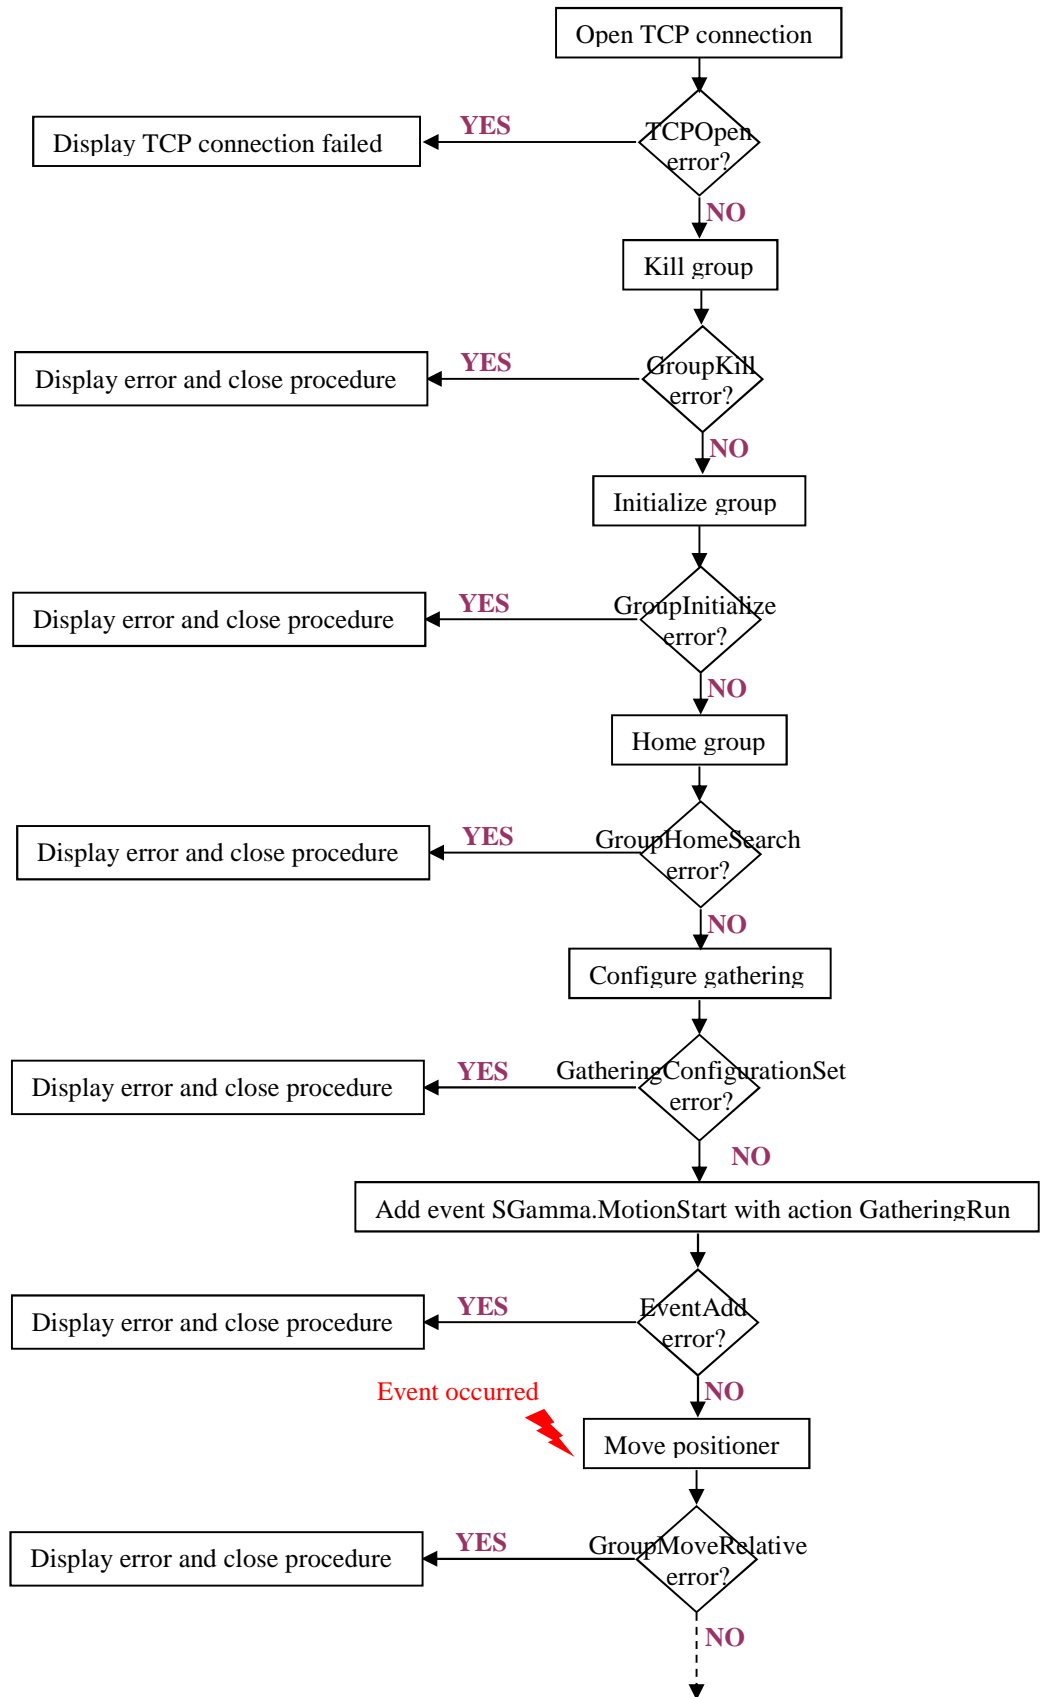 Open TCP connection
TCPOpen
error?
YES
Display TCP connection failed
NO
Kill group
GroupKill
error?
YES
Display error and close procedure
NO
Initialize group
GroupInitialize
error?
YES
Display error and close procedure
NO
Home group
GroupHomeSearch
error?
YES
Display error and close procedure
NO
Configure gathering
GatheringConfigurationSet
error?
YES
Display error and close procedure
NO
Add event SGamma.MotionStart with action GatheringRun
EventAdd
error?
YES
Display error and close procedure
NO
Event occurred
Move positioner
GroupMoveRelative
error?
YES
Display error and close procedure
NO